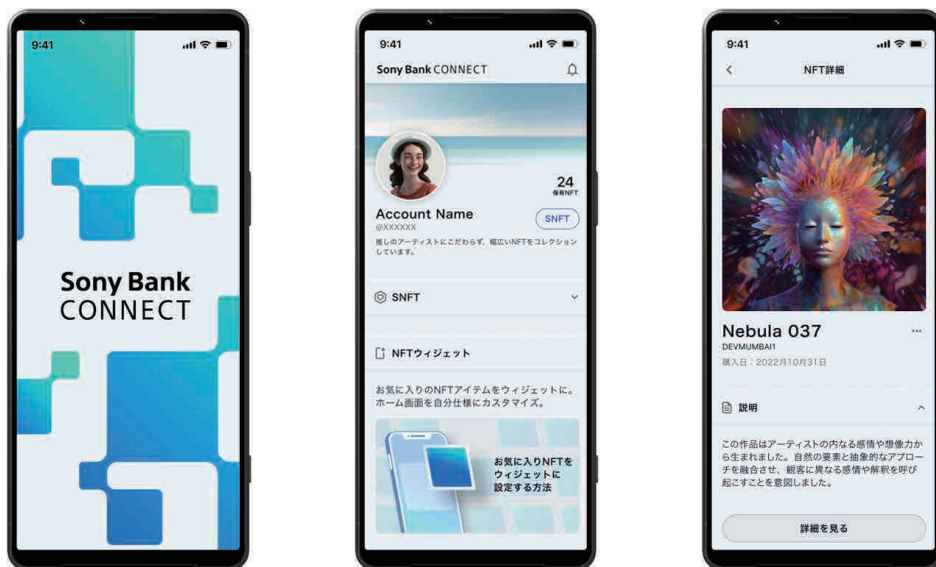 9:41
Sony Bank
CONNECT
9:41
Sony Bank CONNECT
24
保有NFT
Account Name
SNFT
@XXXXXX
推しのアーティストにこだわらず、幅広いNFTをコレクション
しています。
SNFT
NFTウィジェット
お気に入りのNFTアイテムをウィジェットに。
ホーム画面を自分仕様にカスタマイズ。
お気に入りNFTを
ウィジェットに
設定する方法
9:41
NFT詳細
Nebula 037
DEVMUMBAI1
購入日：2022月10月31日
説明
この作品はアーティストの内なる感情や想像力か
ら生まれました。自然の要素と抽象的なアプロー
チを融合させ、観客に異なる感情や解釈を呼び
起こすことを意図しました。
詳細を見る